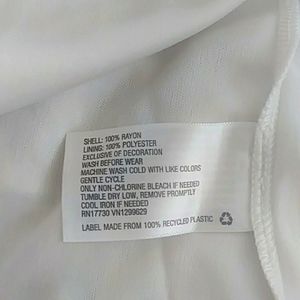 SHELL: 100% RAYON
LINING: 100% POLYESTER
EXCLUSIVE OF DECORATION
WASH BEFORE WEAR
MACHINE WASH COLD WITH LIKE COLORS
GENTLE CYCLE
ONLY NON-CHLORINE BLEACH IF NEEDED
TUMBLE DRY LOW, REMOVE PROMPTLY
COOL IRON IF NEEDED
RN17730 VN1299629
LABEL MADE FROM 100% RECYCLED PLASTIC